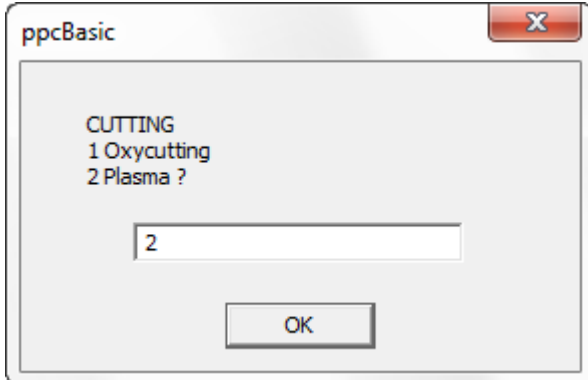 ppcBasic
CUTTING
1 Oxycutting
2 Plasma ?
2
OK